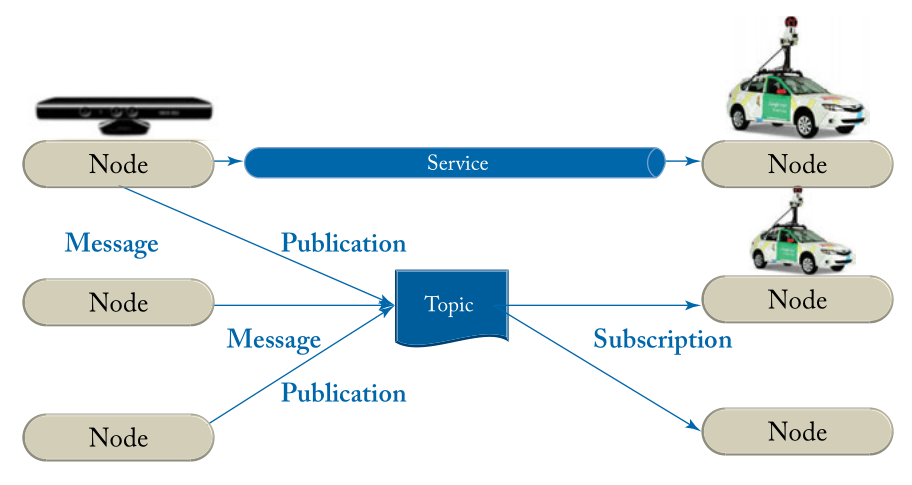 Node
Service
Node
Message
Publication
Node
Topic
Node
Message
Subscription
Publication
Node
Node